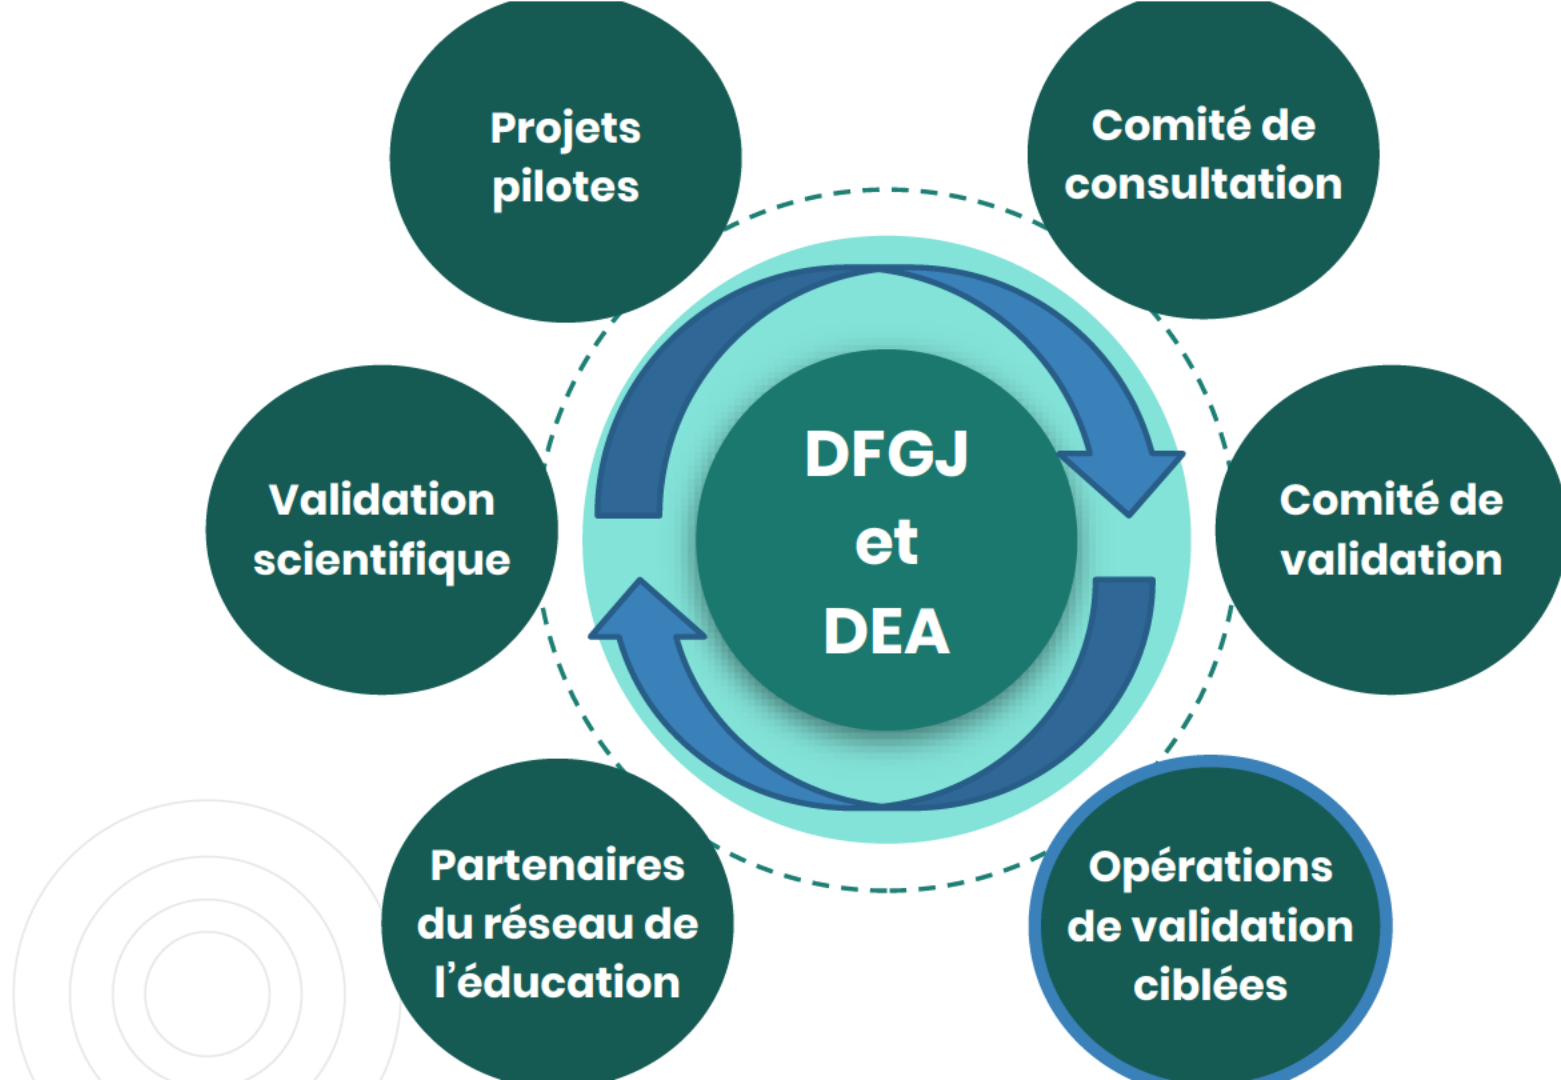 Projets
pilotes
Comité de
consultation
Validation
scientifique
DFGJ
et
DEA
Comité de
validation
Partenaires
du réseau de
l’éducation
Opérations
de validation
ciblées